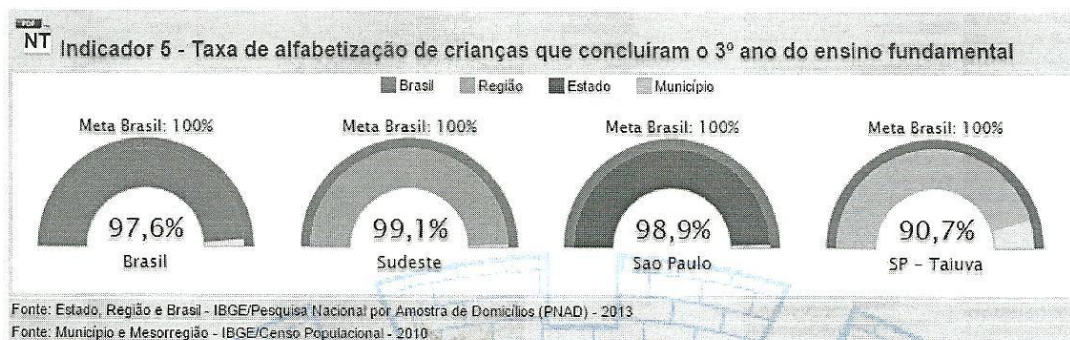 NT Indicador 5 - Taxa de alfabetização de crianças que concluíram o 3º ano do ensino fundamental
Brasil Região Estado Município
Meta Brasil: 100% Meta Brasil: 100% Meta Brasil: 100% Meta Brasil: 100%
97,6% 99,1% 98,9% 90,7%
Brasil Sudeste Sao Paulo SP - Taiuva
Fonte: Estado, Região e Brasil - IBGE/Pesquisa Nacional por Amostra de Domicílios (PNAD) - 2013
Fonte: Município e Mesorregião - IBGE/Censo Populacional - 2010